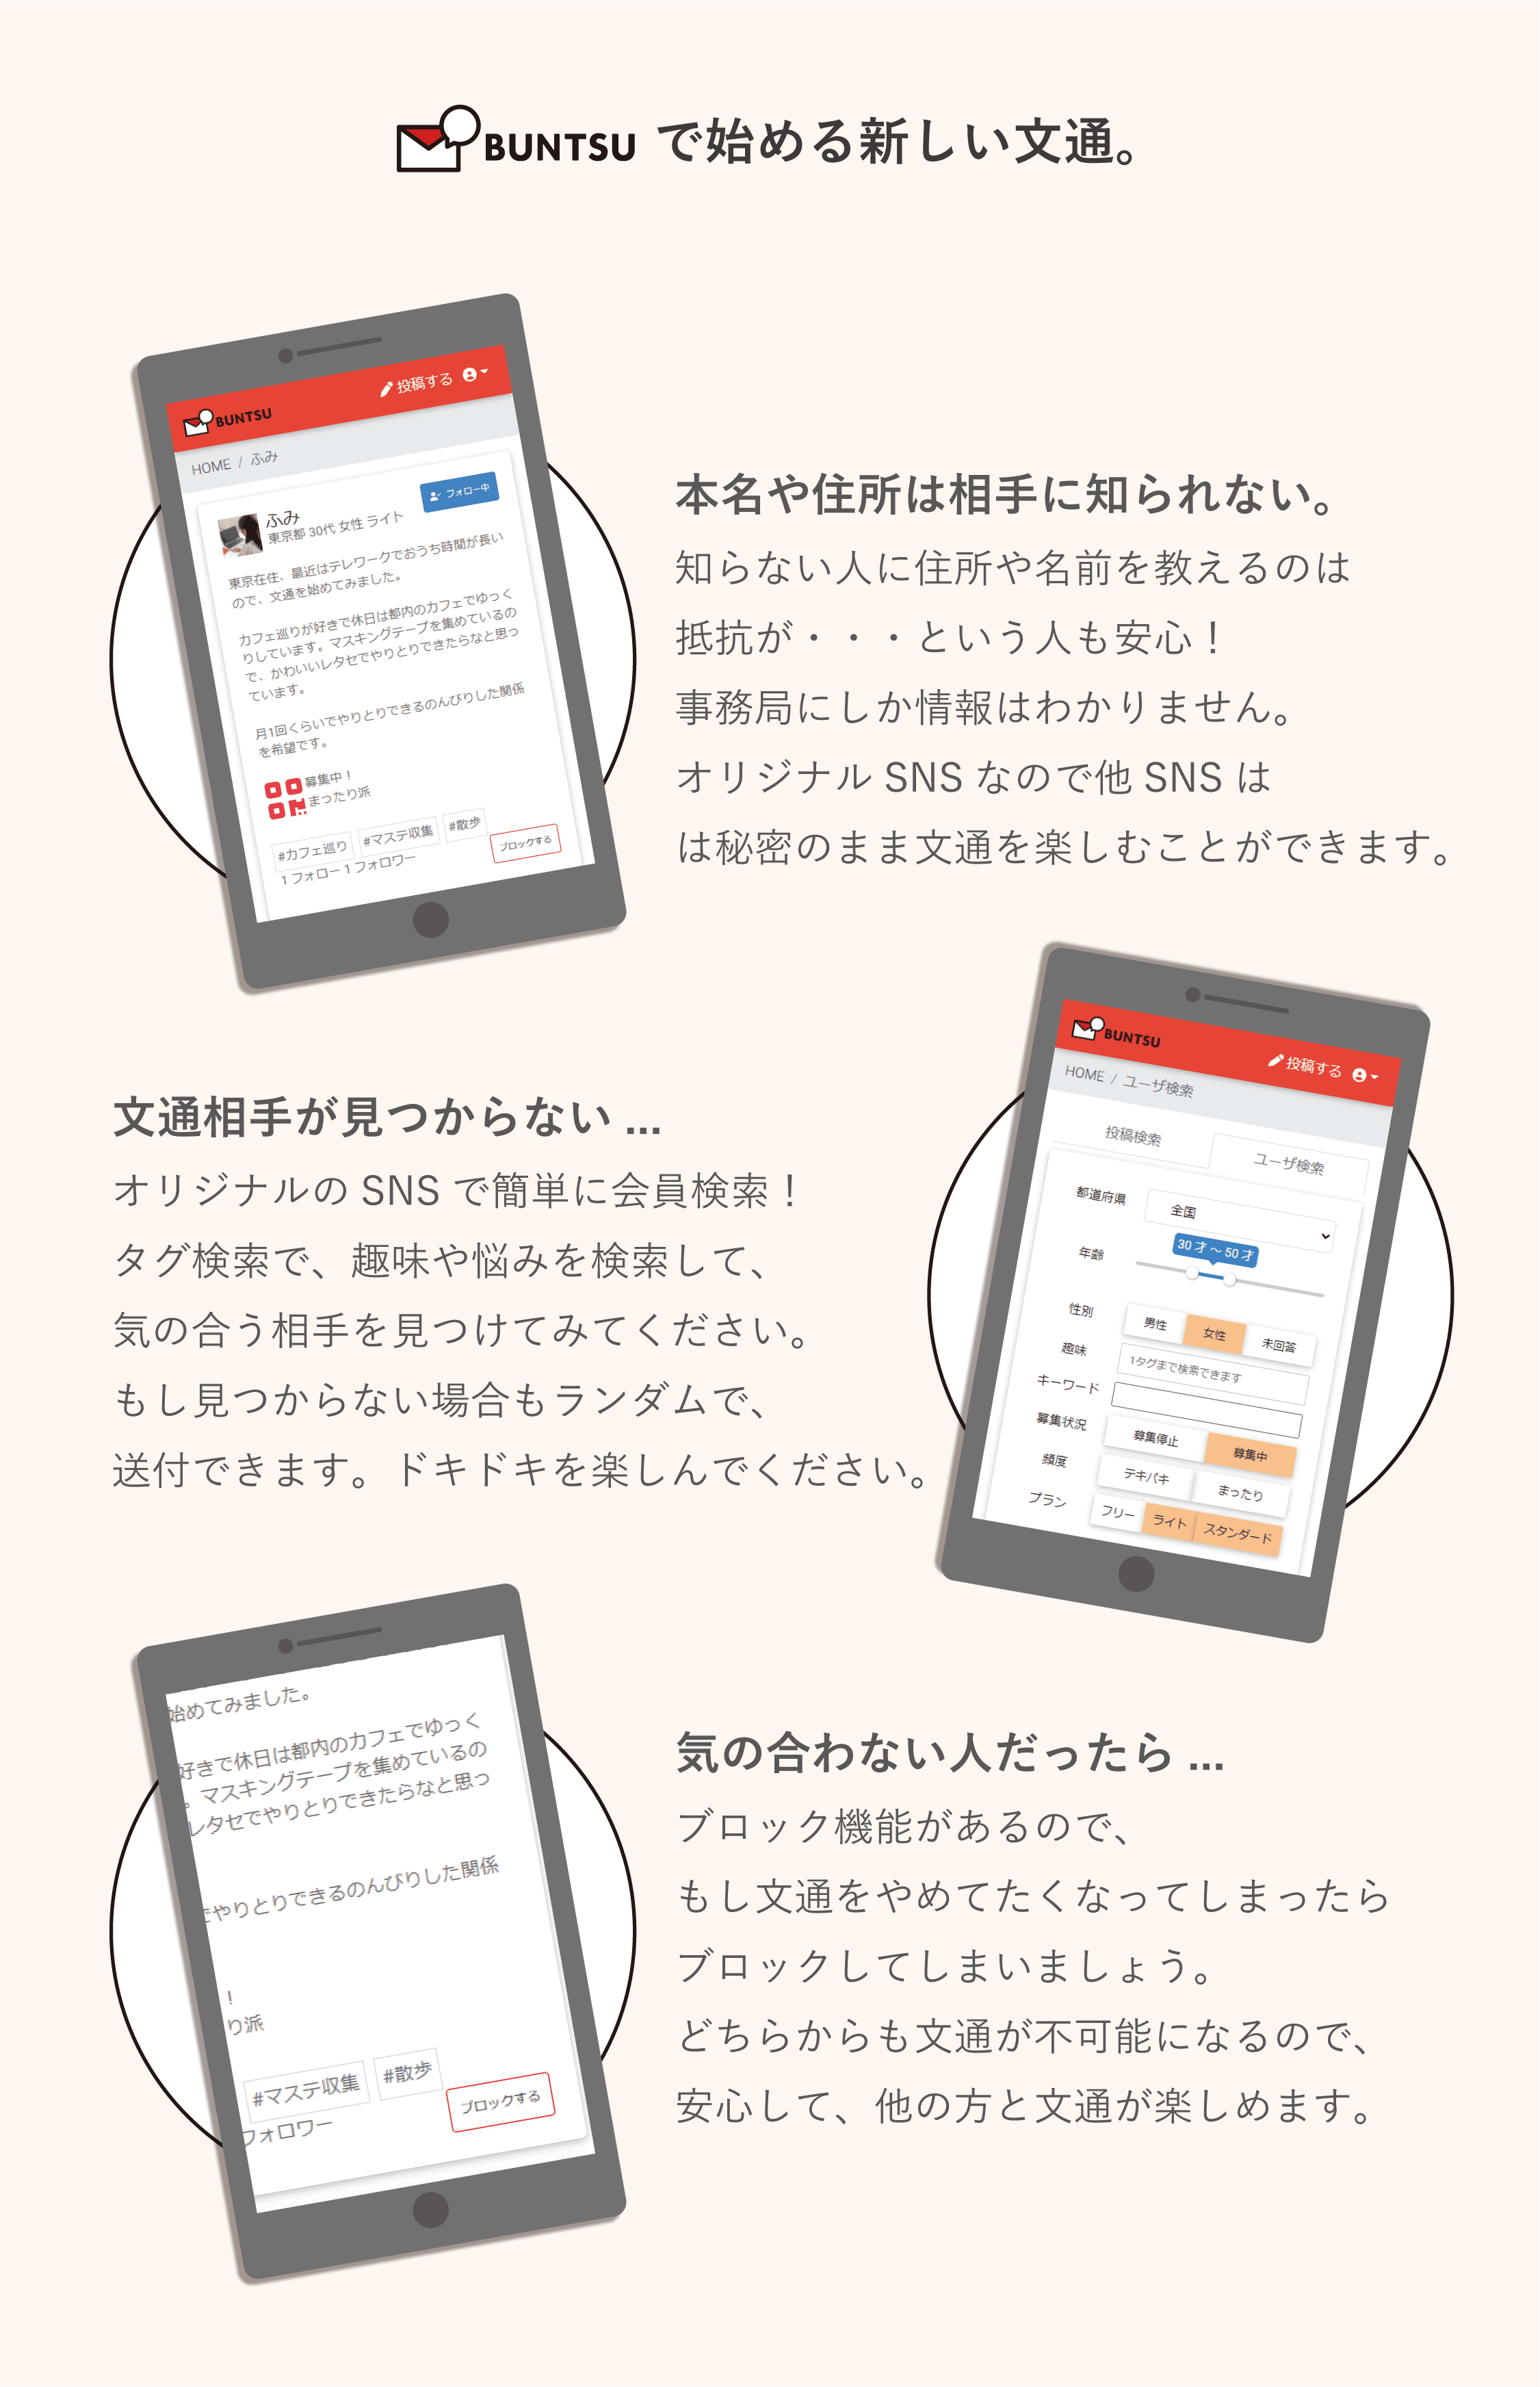 BUNTSU で始める新しい文通。
BUNTSU
投稿する
HOME / ふみ
ふみ
東京都 30代 女性 ライト
フォロー中
東京在住、最近はテレワークでおうち時間が長い
ので、文通を始めてみました。
カフェ巡りが好きで休日は都内のカフェでゆっく
りしています。マスキングテープを集めているの
で、かわいいレタセでやりとりできたらなと思っ
ています。
月1回くらいでやりとりできるのんびりした関係
を希望です。
募集中！
まったり派
#カフェ巡り #マステ収集 #散歩
1 フォロー 1 フォロワー
ブロックする
本名や住所は相手に知られない。
知らない人に住所や名前を教えるのは
抵抗が・・・という人も安心！
事務局にしか情報はわかりません。
オリジナル SNS なので他 SNS は
は秘密のまま文通を楽しむことができます。
文通相手が見つからない ...
オリジナルの SNS で簡単に会員検索！
タグ検索で、趣味や悩みを検索して、
気の合う相手を見つけてみてください。
もし見つからない場合もランダムで、
送付できます。ドキドキを楽しんでください。
BUNTSU
投稿する
HOME / ユーザ検索
投稿検索 ユーザ検索
都道府県 全国
30 才 ～ 50 才
年齢
性別 男性 女性 未回答
趣味 1タグまで検索できます
キーワード
募集状況 募集停止 募集中
頻度 テキパキ まったり
プラン フリー ライト スタンダード
始めてみました。
好きで休日は都内のカフェでゆっく
。マスキングテープを集めているの
レタセでやりとりできたらなと思っ
でやりとりできるのんびりした関係
！
り派
#マステ収集 #散歩
フォロワー
ブロックする
気の合わない人だったら ...
ブロック機能があるので、
もし文通をやめてたくなってしまったら
ブロックしてしまいましょう。
どちらからも文通が不可能になるので、
安心して、他の方と文通が楽しめます。